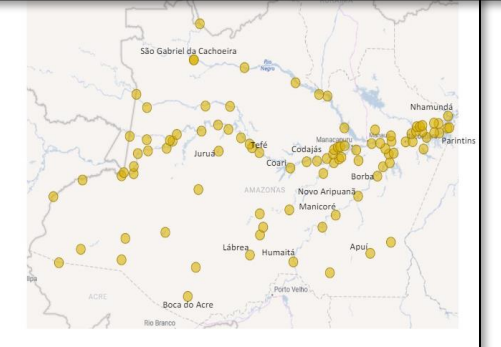 São Gabriel da Cachoeira
Rio
Negro
Nhamundá
Manacapuru
Parintins
Tefé
Codajás
Juruá
Coari
Borba
AMAZONAS
Novo Aripuanã
Manicoré
Lábrea
Humaitá
Apuí
Porto Velho
ACRE
Boca do Acre
Rio Branco